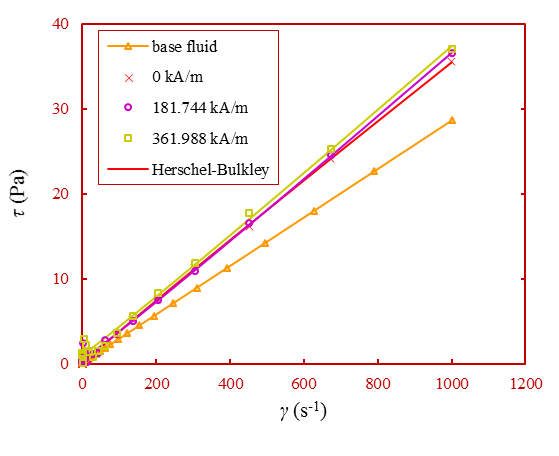 40
30
20
10
0
τ (Pa)
base fluid
0 kA/m
181.744 kA/m
361.988 kA/m
Herschel-Bulkley
0 200 400 600 800 1000 1200
γ (s-1)